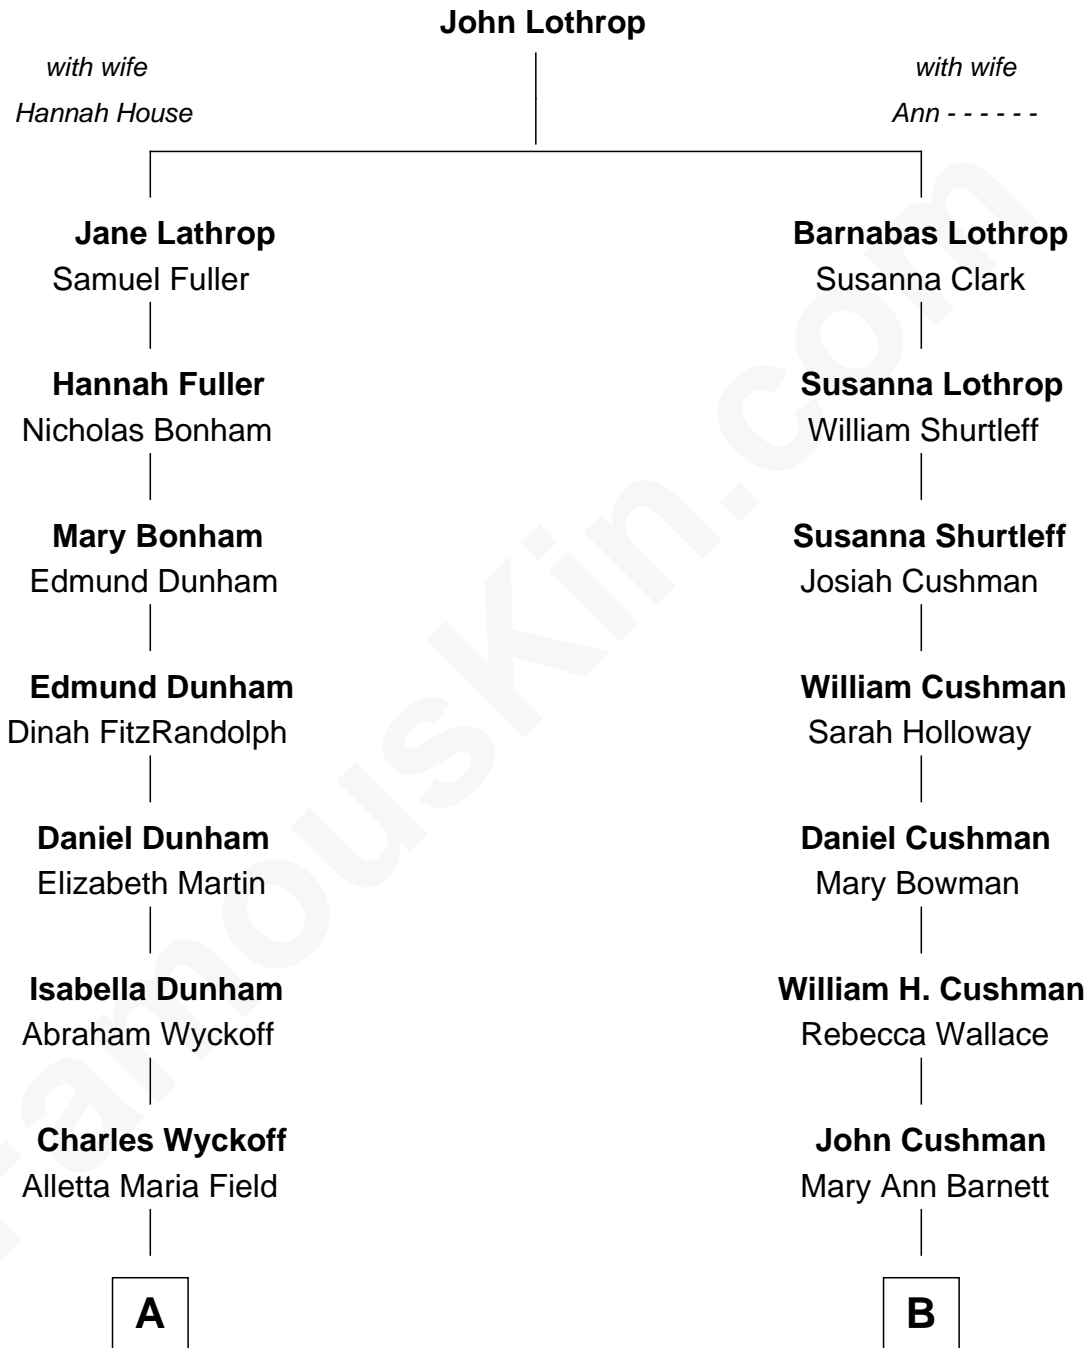 John Lothrop
with wife
Hannah House
with wife
Ann - - - - - -
Jane Lathrop
Samuel Fuller
Barnabas Lothrop
Susanna Clark
Hannah Fuller
Nicholas Bonham
Susanna Lothrop
William Shurtleff
Mary Bonham
Edmund Dunham
Susanna Shurtleff
Josiah Cushman
Edmund Dunham
Dinah FitzRandolph
William Cushman
Sarah Holloway
Daniel Dunham
Elizabeth Martin
Daniel Cushman
Mary Bowman
Isabella Dunham
Abraham Wyckoff
William H. Cushman
Rebecca Wallace
Charles Wyckoff
Alletta Maria Field
John Cushman
Mary Ann Barnett
A
B
FamousKin.com